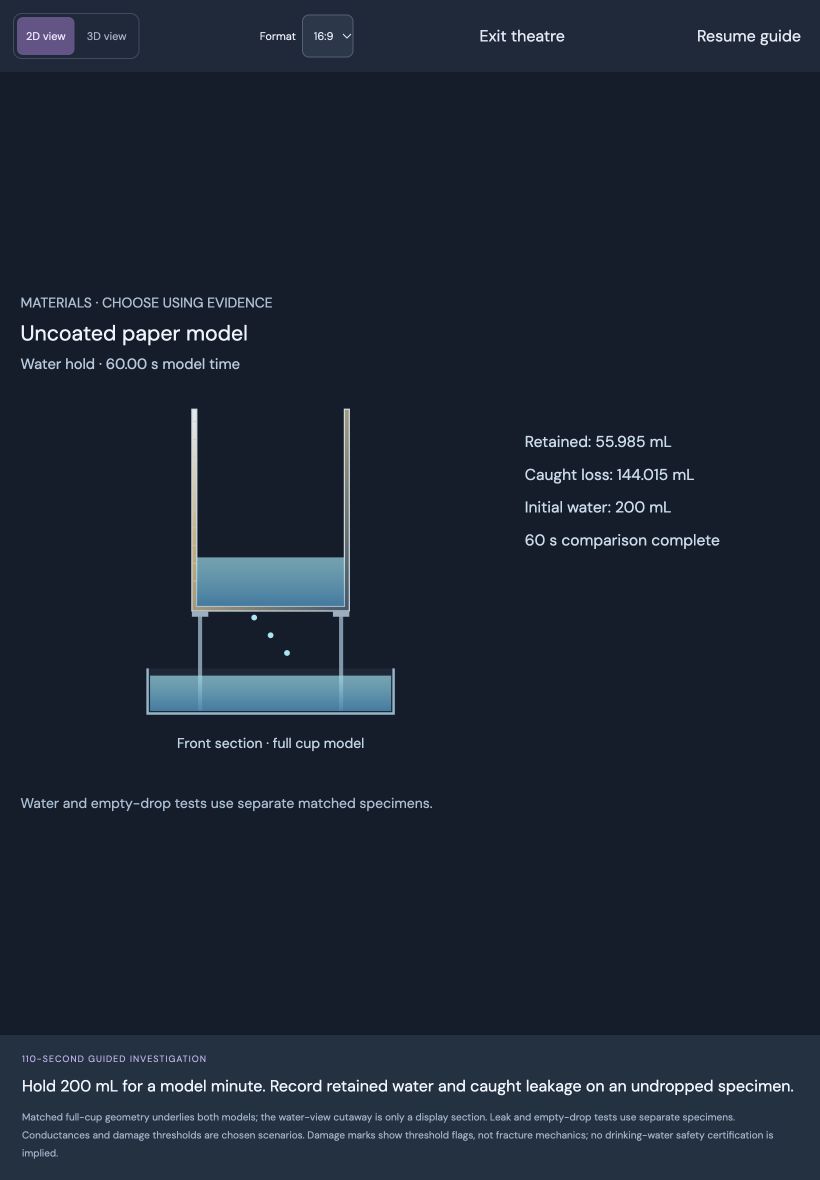 2D view
3D view
Format
16:9
Exit theatre
Resume guide
MATERIALS · CHOOSE USING EVIDENCE
Uncoated paper model
Water hold · 60.00 s model time
Retained: 55.985 mL
Caught loss: 144.015 mL
Initial water: 200 mL
60 s comparison complete
Front section · full cup model
Water and empty-drop tests use separate matched specimens.
110-SECOND GUIDED INVESTIGATION
Hold 200 mL for a model minute. Record retained water and caught leakage on an undropped specimen.
Matched full-cup geometry underlies both models; the water-view cutaway is only a display section. Leak and empty-drop tests use separate specimens.
Conductances and damage thresholds are chosen scenarios. Damage marks show threshold flags, not fracture mechanics; no drinking-water safety certification is
implied.